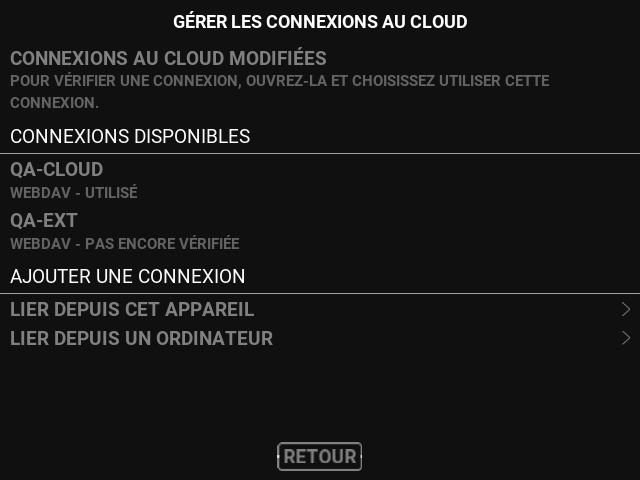 GÉRER LES CONNEXIONS AU CLOUD
CONNEXIONS AU CLOUD MODIFIÉES
POUR VÉRIFIER UNE CONNEXION, OUVREZ-LA ET CHOISISSEZ UTILISER CETTE
CONNEXION.
CONNEXIONS DISPONIBLES
QA-CLOUD
WEBDAV - UTILISÉ
QA-EXT
WEBDAV - PAS ENCORE VÉRIFIÉE
AJOUTER UNE CONNEXION
LIER DEPUIS CET APPAREIL
LIER DEPUIS UN ORDINATEUR
RETOUR